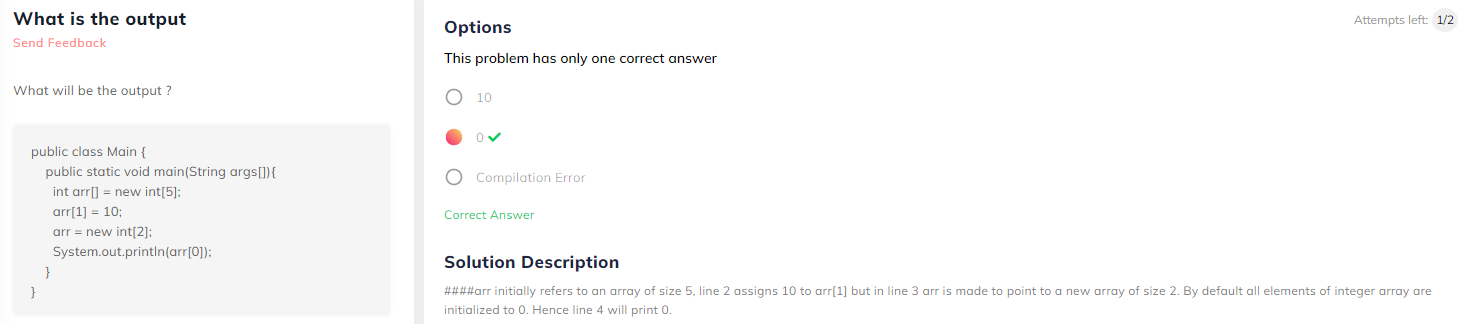 What is the output
Send Feedback
What will be the output ?
public class Main {
public static void main(String args[]){
int arr[] = new int[5];
arr[1] = 10;
arr = new int[2];
System.out.println(arr[0]);
}
}
Options
Attempts left: 1/2
This problem has only one correct answer
10
0
Compilation Error
Correct Answer
Solution Description
####arr initially refers to an array of size 5, line 2 assigns 10 to arr[1] but in line 3 arr is made to point to a new array of size 2. By default all elements of integer array are
initialized to 0. Hence line 4 will print 0.